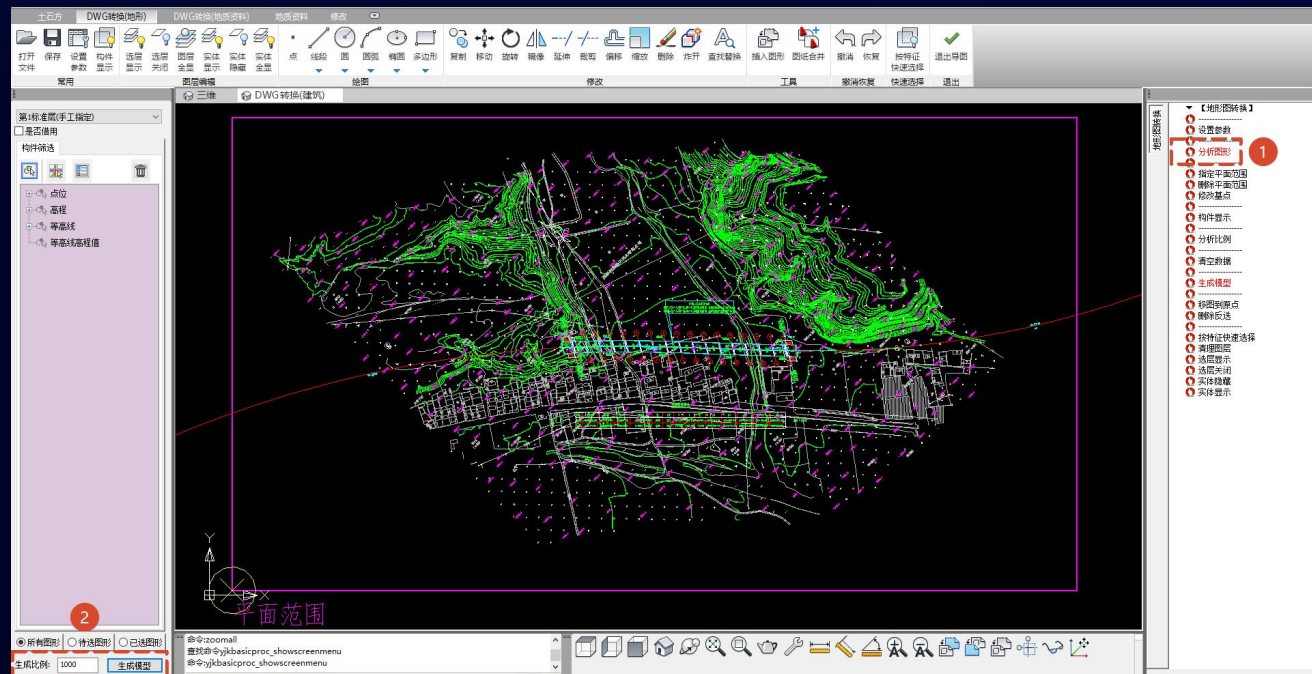 土石方 DWG转换(地形) DWG转换(地质资料) 地质资料 修改
打开文件 保存 设置参数 构件显示 选层显示 选层关闭 图层全显 实体显示 实体隐藏 实体全显 点 线段 圆 圆弧 椭圆 多边形 复制 移动 旋转 镜像 延伸 裁剪 偏移 缩放 删除 炸开 查找替换 插入图形 图纸合并 撤消 恢复 按特征快速选择 退出导图
常用 图层编辑 绘图 修改 工具 撤消恢复 快速选择 退出
三维 DWG转换(建筑)
第1标准层(手工指定)
是否借用
构件筛选
点位
高程
等高线
等高线高程值
2
所有图形 待选图形 已选图形
生成比例: 1000 生成模型
Y
X
平面范围
命令:zoomall
查找命令yjkbasicproc_showscreenmenu
命令:yjkbasicproc_showscreenmenu
地形图转换
【地形图转换】
----------------
设置参数
分析图形 1
指定平面范围
删除平面范围
修改基点
----------------
构件显示
----------------
分析比例
----------------
清空数据
----------------
生成模型
----------------
移图到原点
删除反选
----------------
按特征快速选择
清理图层
选层显示
选层关闭
实体隐藏
实体显示